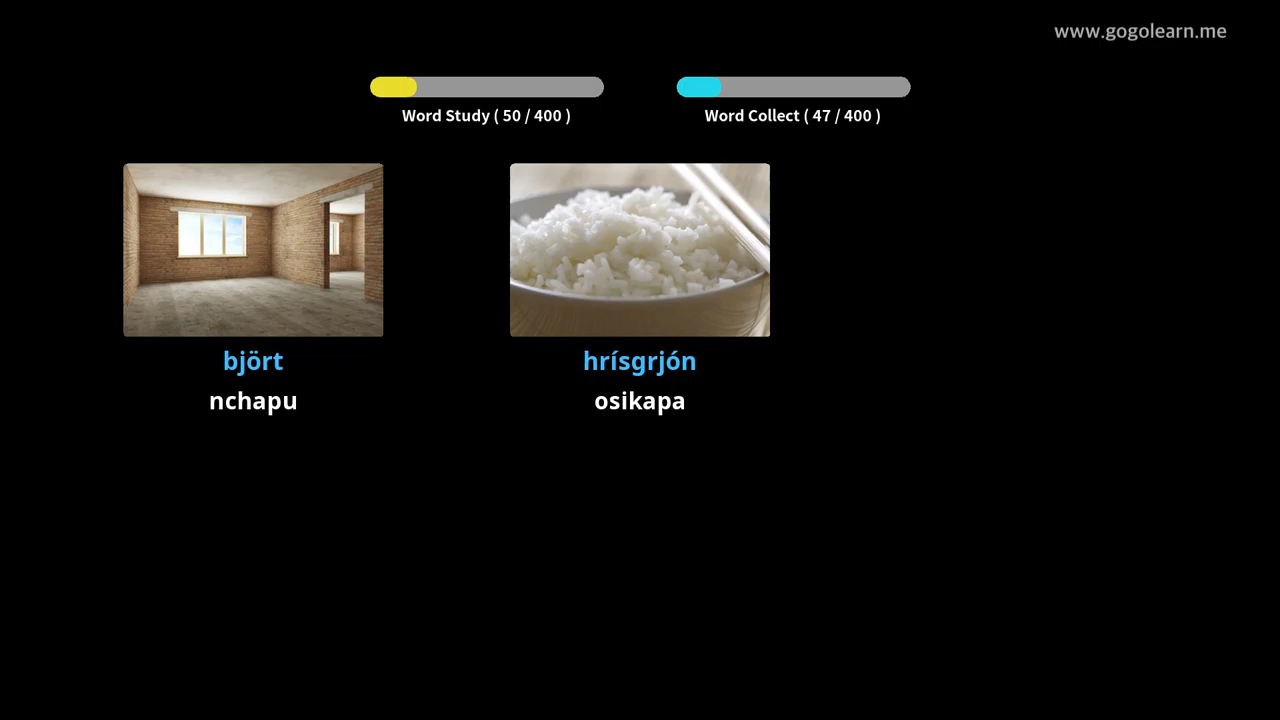 www.gogolearn.me
Word Study ( 50 / 400 )
Word Collect ( 47 / 400 )
björt
hrísgrjón
nchapu
osikapa